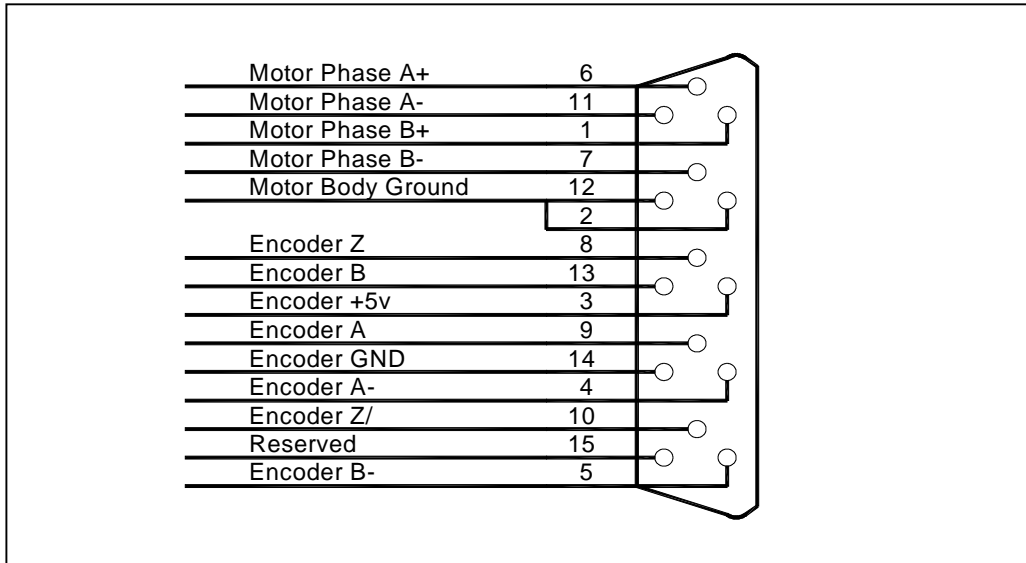 Motor Phase A+ 6
Motor Phase A- 11
Motor Phase B+ 1
Motor Phase B- 7
Motor Body Ground 12
2
Encoder Z 8
Encoder B 13
Encoder +5v 3
Encoder A 9
Encoder GND 14
Encoder A- 4
Encoder Z/ 10
Reserved 15
Encoder B- 5